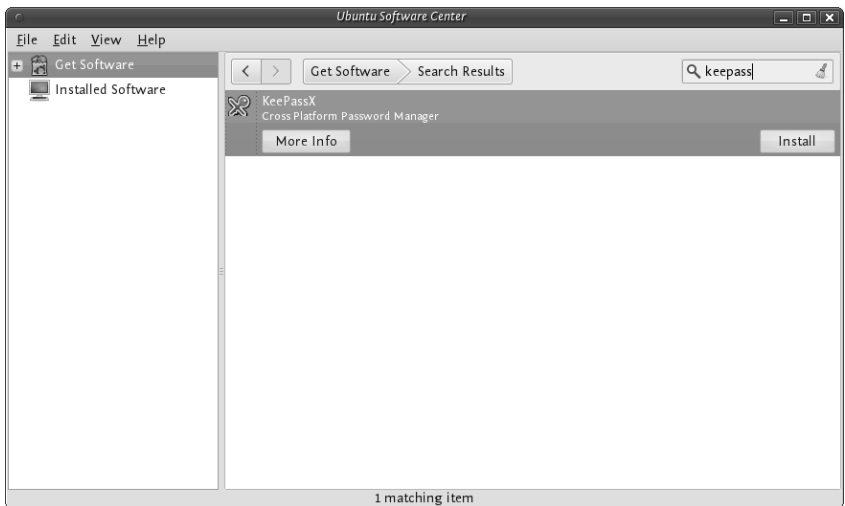 Ubuntu Software Center
File Edit View Help
Get Software
Installed Software
Get Software Search Results
keepass
KeePassX
Cross Platform Password Manager
More Info
Install
1 matching item